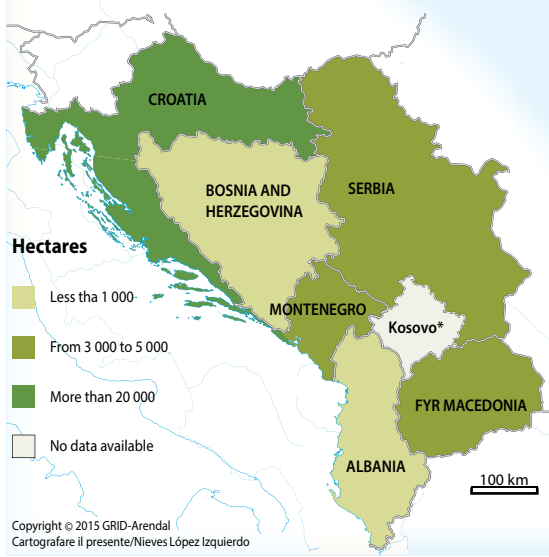 CROATIA
BOSNIA AND
HERZEGOVINA
SERBIA
Hectares
Less tha 1 000
MONTENEGRO
Kosovo*
From 3 000 to 5 000
More than 20 000
FYR MACEDONIA
No data available
ALBANIA
100 km
Copyright © 2015 GRID-Arendal
Cartografare il presente/Nieves López Izquierdo